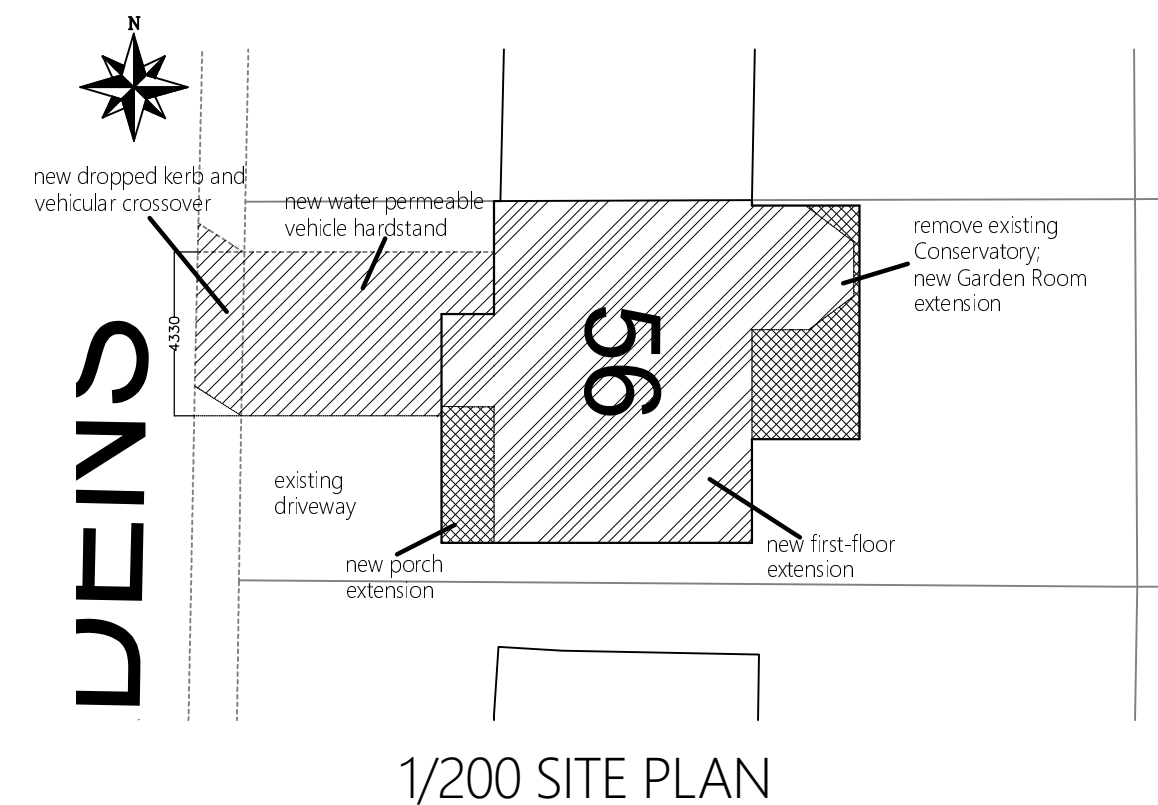 N
new dropped kerb and
vehicular crossover
new water permeable
vehicle hardstand
remove existing
Conservatory;
new Garden Room
extension
4330
56
DENS
existing
driveway
new porch
extension
new first-floor
extension
1/200 SITE PLAN